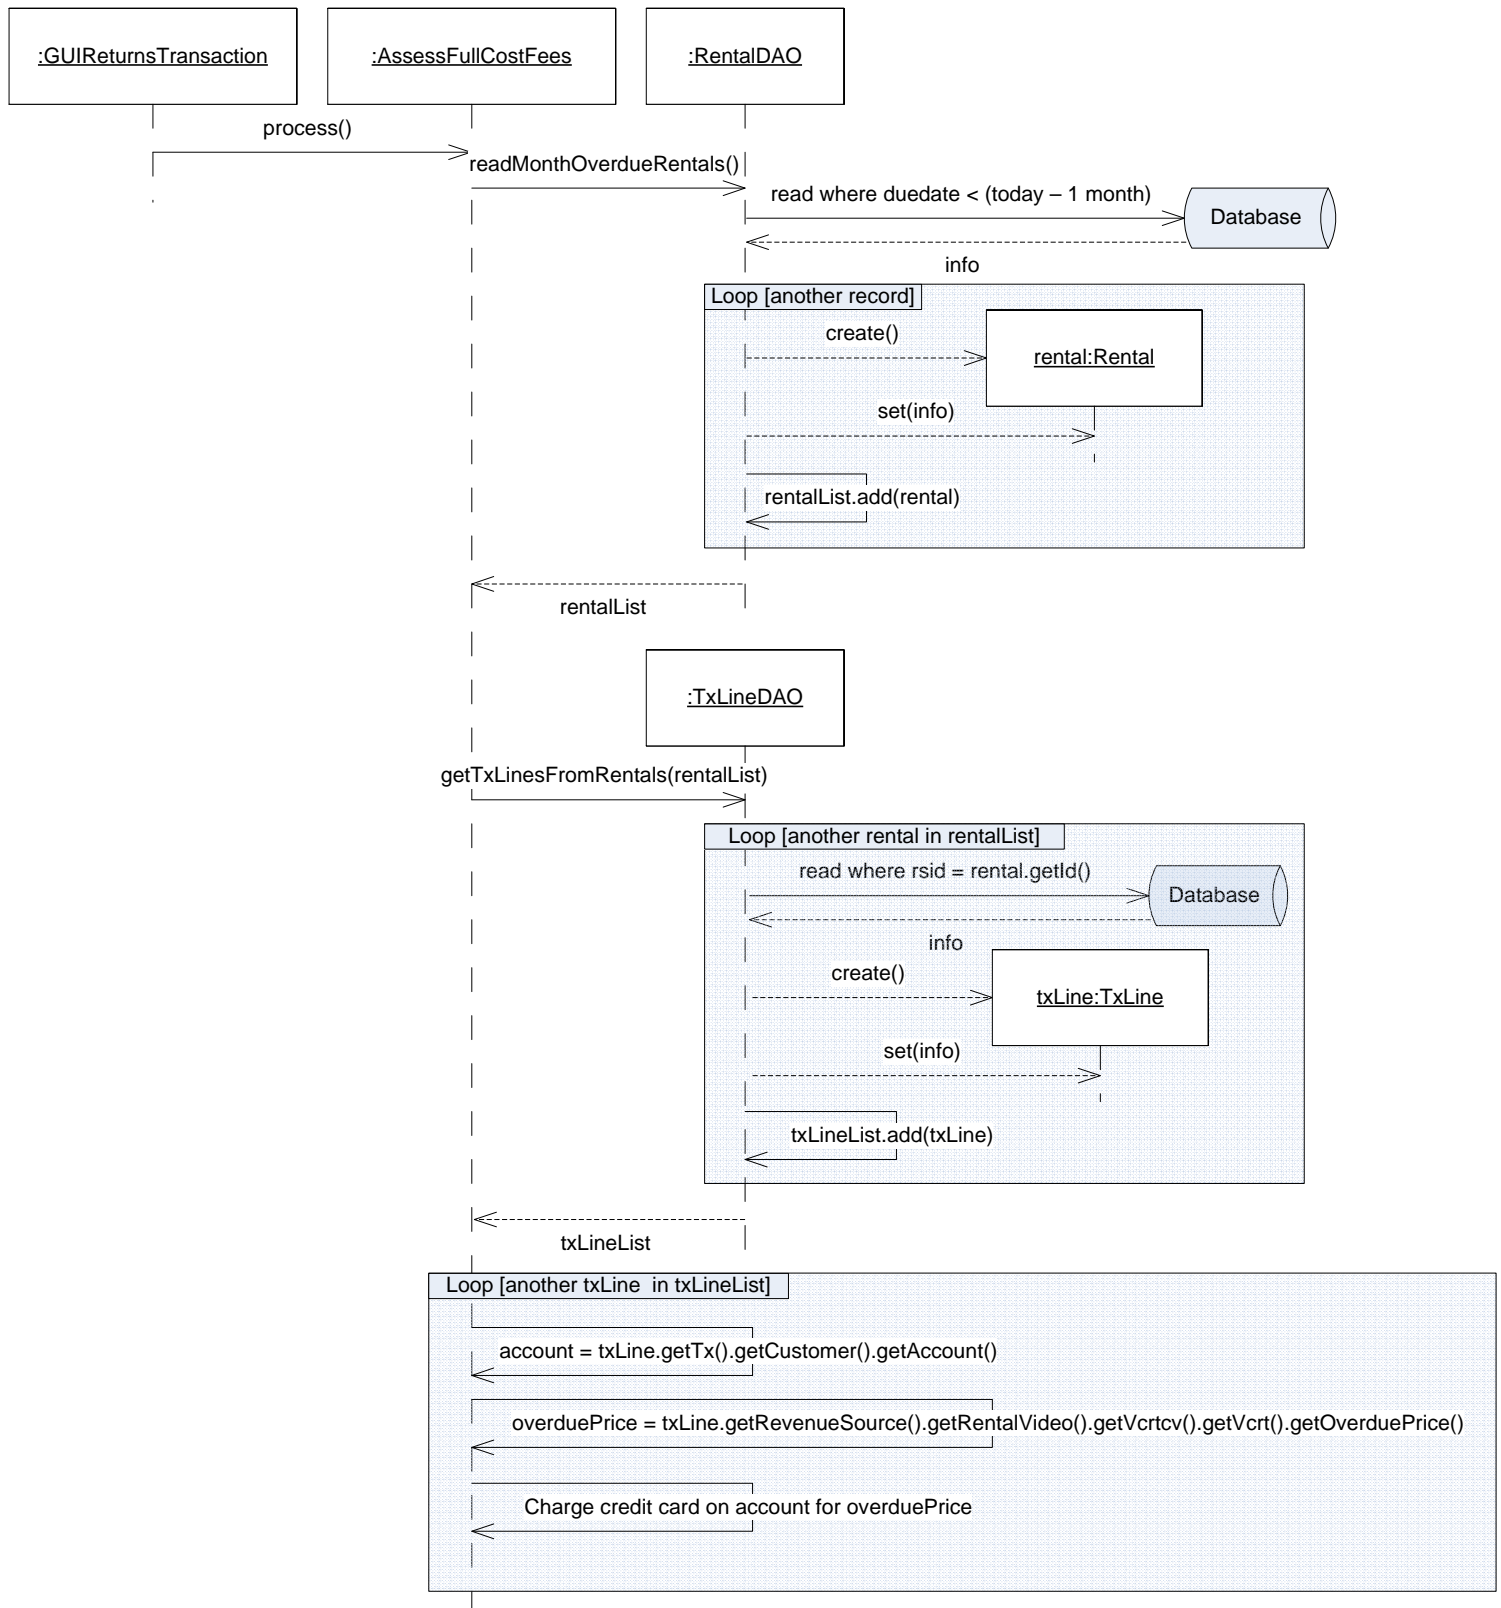 :GUIReturnsTransaction
:AssessFullCostFees
:RentalDAO
process()
readMonthOverdueRentals()
read where duedate < (today – 1 month)
Database
info
Loop [another record]
create()
rental:Rental
set(info)
rentalList.add(rental)
rentalList
:TxLineDAO
getTxLinesFromRentals(rentalList)
Loop [another rental in rentalList]
read where rsid = rental.getId()
Database
info
create()
txLine:TxLine
set(info)
txLineList.add(txLine)
txLineList
Loop [another txLine in txLineList]
account = txLine.getTx().getCustomer().getAccount()
overduePrice = txLine.getRevenueSource().getRentalVideo().getVcrtcv().getVcrt().getOverduePrice()
Charge credit card on account for overduePrice